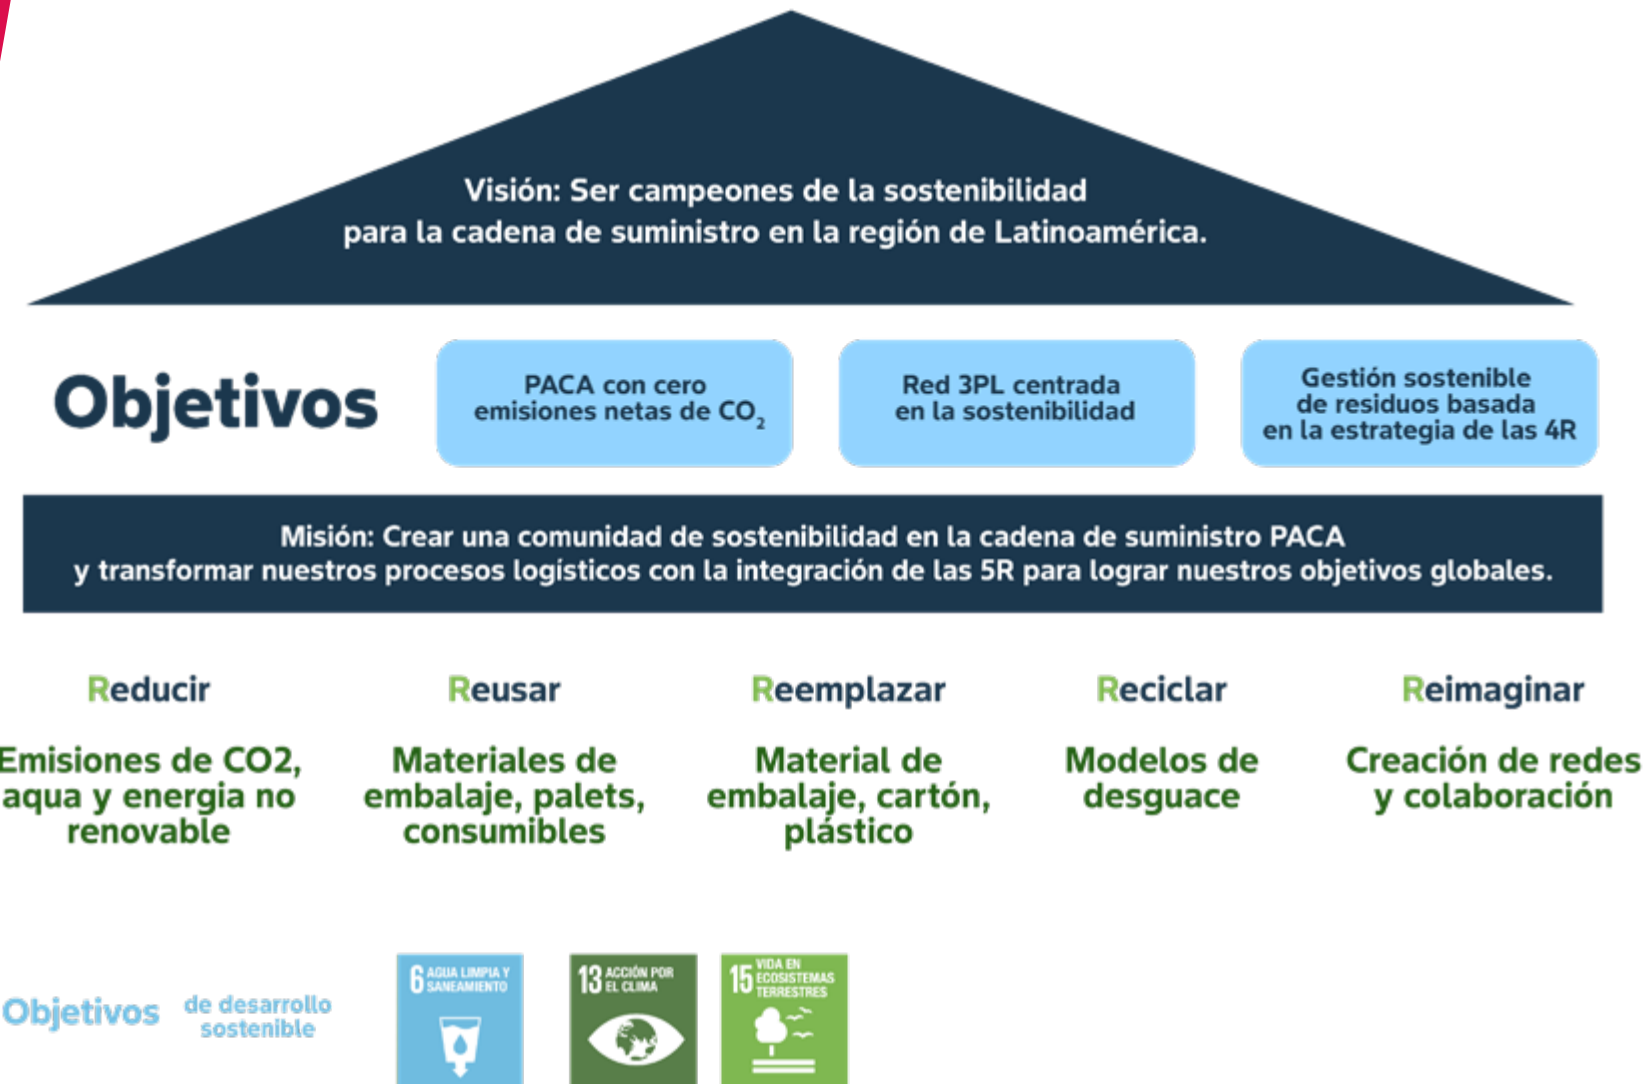 Visión: Ser campeones de la sostenibilidad
para la cadena de suministro en la región de Latinoamérica.
Objetivos
PACA con cero
emisiones netas de CO₂
Red 3PL centrada
en la sostenibilidad
Gestión sostenible
de residuos basada
en la estrategia de las 4R
Misión: Crear una comunidad de sostenibilidad en la cadena de suministro PACA
y transformar nuestros procesos logísticos con la integración de las 5R para lograr nuestros objetivos globales.
Reducir
Emisiones de CO2,
aqua y energia no
renovable
Reusar
Materiales de
embalaje, palets,
consumibles
Reemplazar
Material de
embalaje, cartón,
plástico
Reciclar
Modelos de
desguace
Reimaginar
Creación de redes
y colaboración
Objetivos
de desarrollo
sostenible
6 AGUA LIMPIA Y
SANEAMIENTO
13 ACCIÓN POR
EL CLIMA
15 VIDA EN
ECOSISTEMAS
TERRESTRES